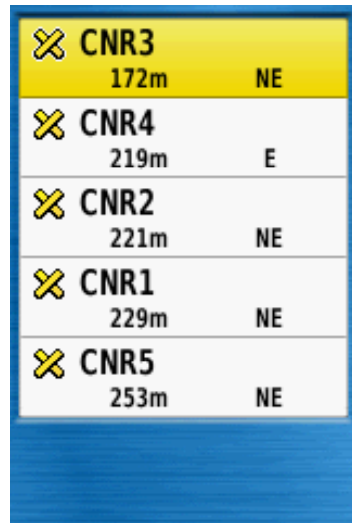 CNR3
172m NE
CNR4
219m E
CNR2
221m NE
CNR1
229m NE
CNR5
253m NE